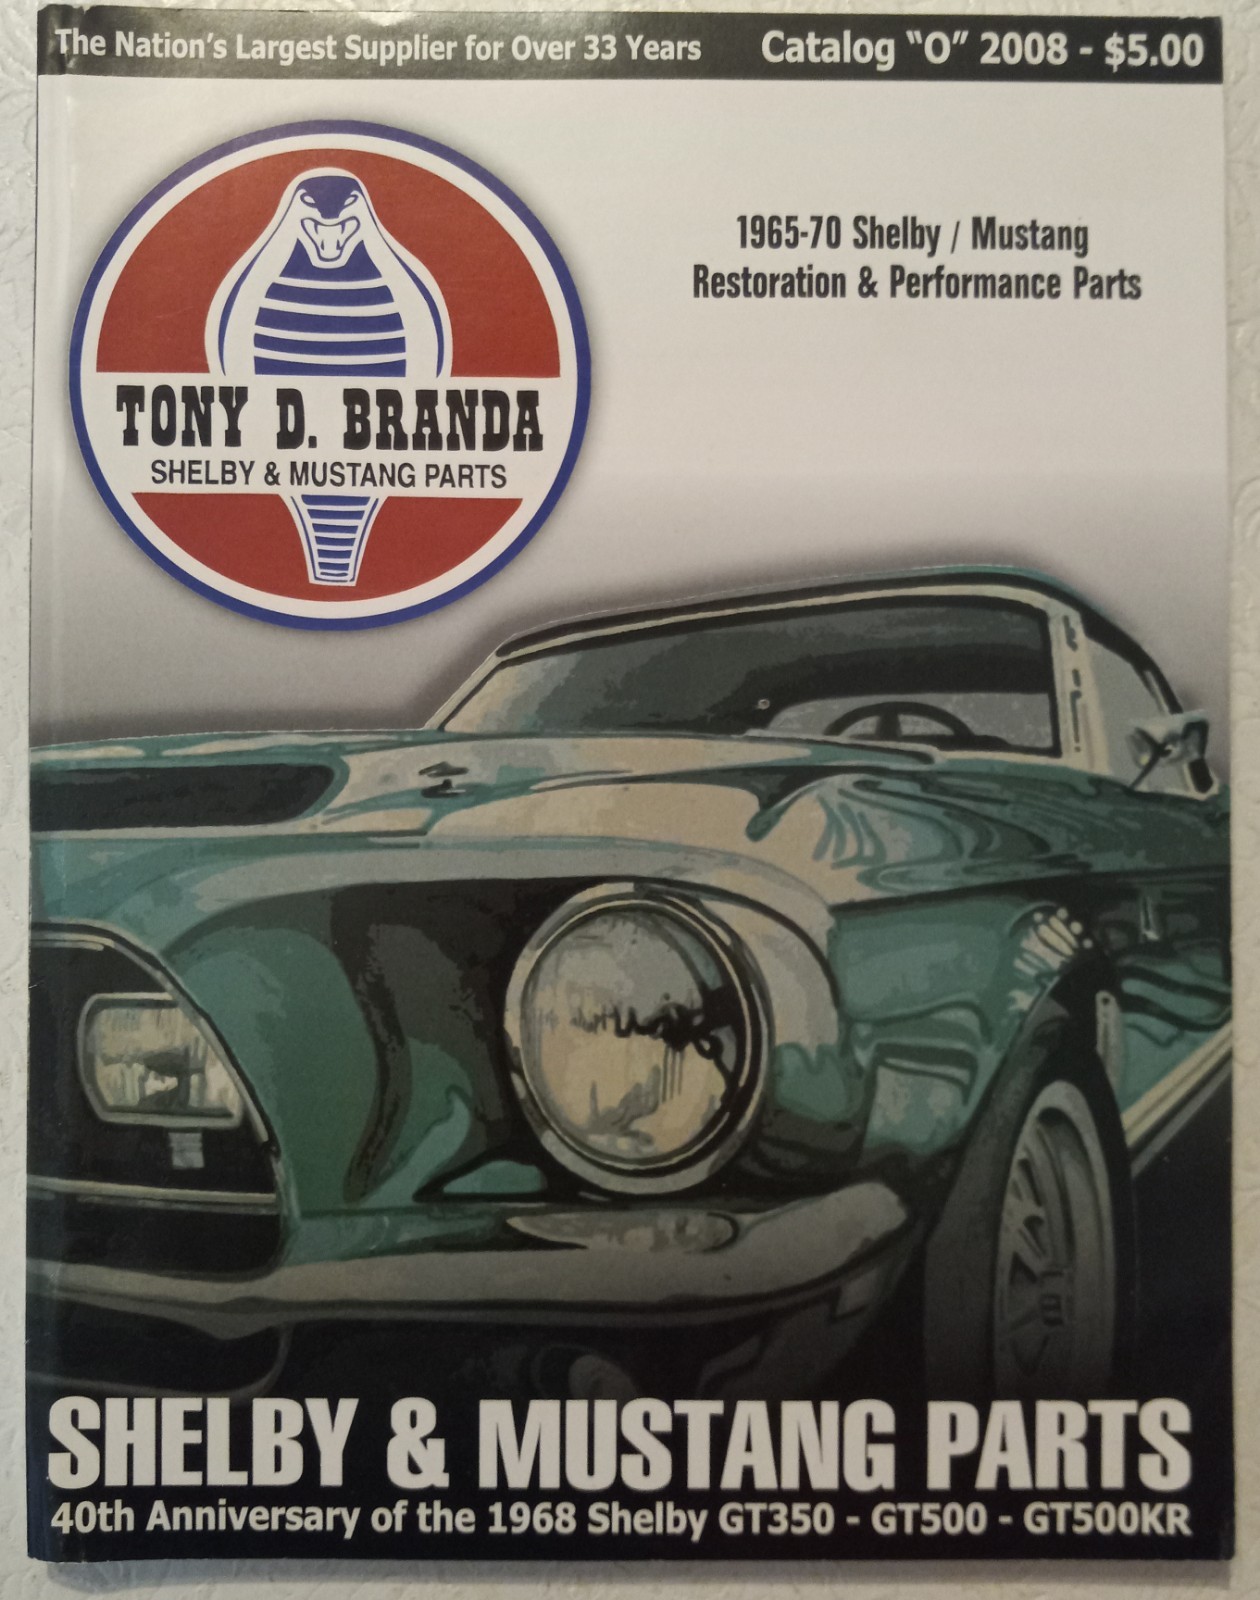 The Nation's Largest Supplier for Over 33 Years
Catalog "O" 2008 - $5.00
1965-70 Shelby / Mustang
Restoration & Performance Parts
TONY D. BRANDA
SHELBY & MUSTANG PARTS
SHELBY & MUSTANG PARTS
40th Anniversary of the 1968 Shelby GT350 - GT500 - GT500KR